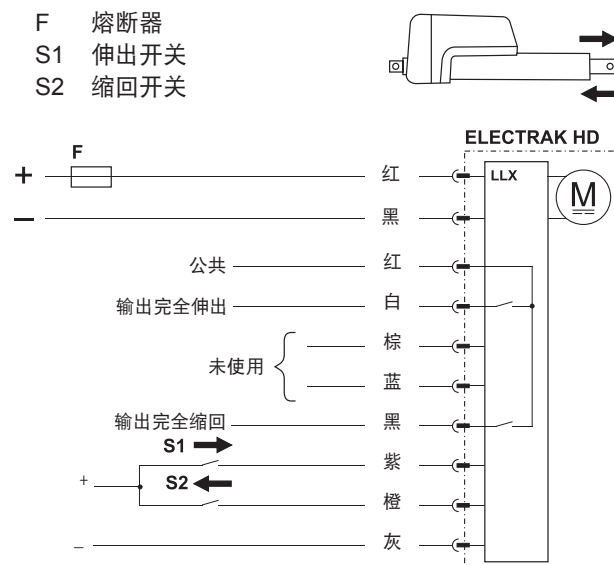 F 熔断器
S1 伸出开关
S2 缩回开关
ELECTRAK HD
F
+ 红 LLX
M
− 黑
公共 红
输出完全伸出 白
棕
未使用
蓝
输出完全缩回 黑
S1
紫
+ S2
橙
− 灰